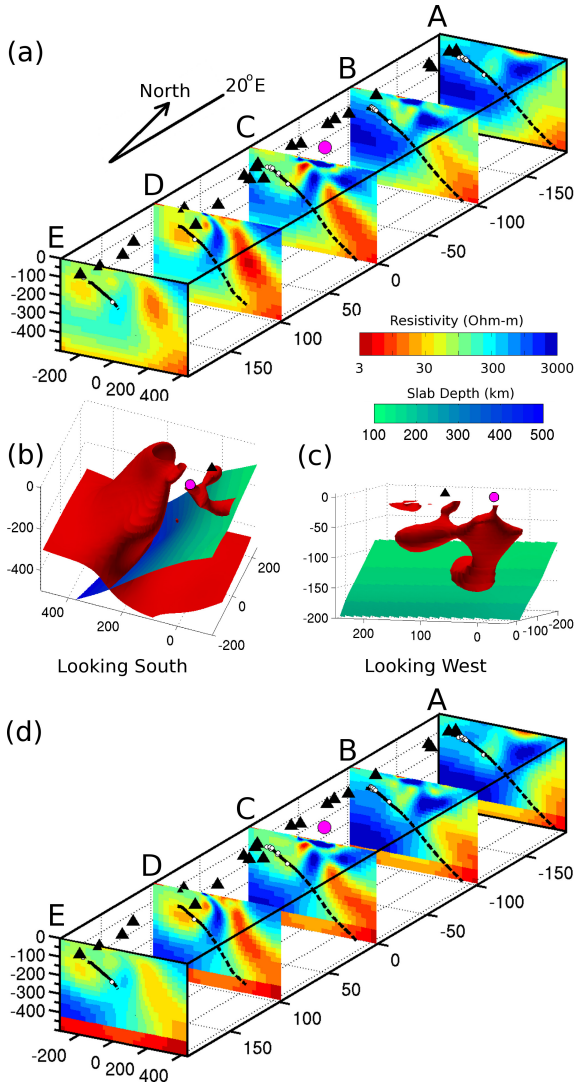 A
(a)
B
North
20°E
C
D
E
0
-100
-200
-300
-400
-200
0
200
400
150
100
50
0
-50
-100
-150
Resistivity (Ohm-m)
3
30
300
3000
Slab Depth (km)
100 200 300 400 500
(b)
(c)
0
-200
-400
400
200
0
-200
0
200
Looking South
0
-50
-100
-150
-200
200
100
0
0
-100
-200
Looking West
A
(d)
B
C
D
E
0
-100
-200
-300
-400
-200
0
200
400
150
100
50
0
-50
-100
-150